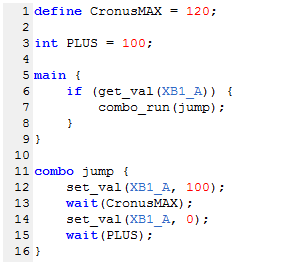 1 define CronusMAX = 120;
2
3 int PLUS = 100;
4
5 main {
6     if (get_val(XB1_A)) {
7         combo_run(jump);
8     }
9 }
10
11 combo jump {
12     set_val(XB1_A, 100);
13     wait(CronusMAX);
14     set_val(XB1_A, 0);
15     wait(PLUS);
16 }